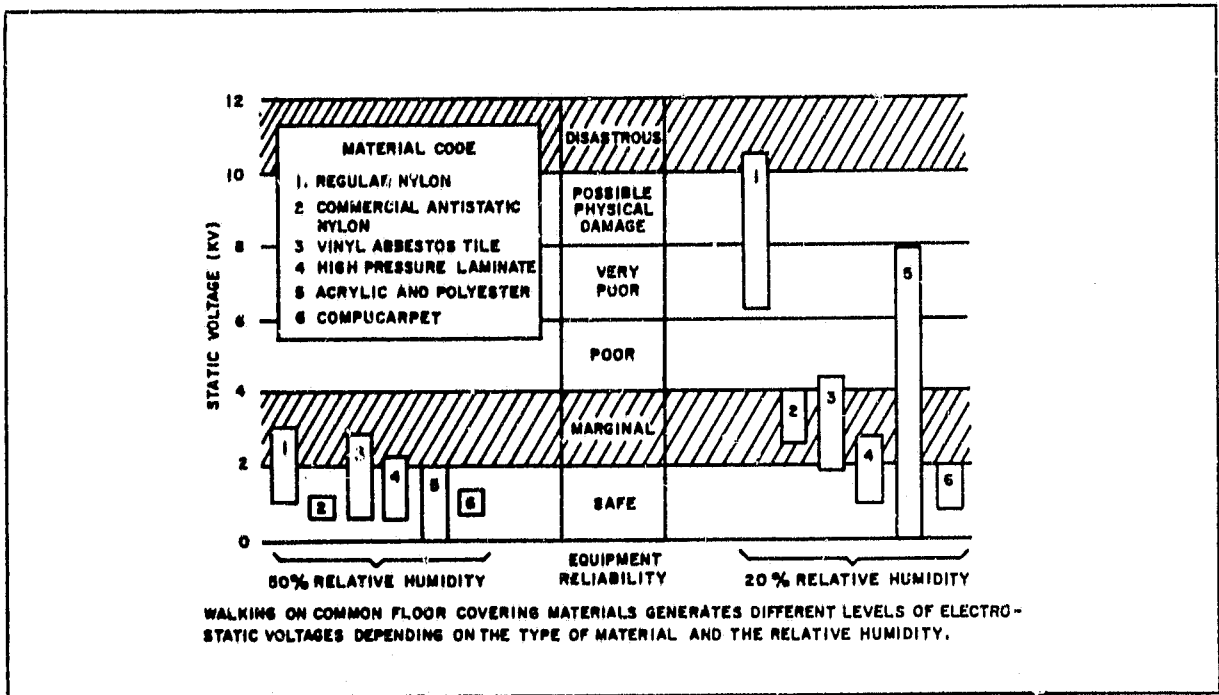 12
10
8
6
4
2
0
STATIC VOLTAGE (KV)
MATERIAL CODE
1. REGULAR NYLON
2 COMMERCIAL ANTISTATIC
NYLON
3 VINYL ABBESTOS TILE
4 HIGH PRESSURE LAMINATE
5 ACRYLIC AND POLYESTER
6 COMPUCARPET
DISASTROUS
POSSIBLE
PHYSICAL
DAMAGE
VERY
POOR
POOR
MARGINAL
SAFE
1
2
3
4
5
6
1
2
3
4
5
6
50% RELATIVE HUMIDITY
EQUIPMENT
RELIABILITY
20% RELATIVE HUMIDITY
WALKING ON COMMON FLOOR COVERING MATERIALS GENERATES DIFFERENT LEVELS OF ELECTRO-
STATIC VOLTAGES DEPENDING ON THE TYPE OF MATERIAL AND THE RELATIVE HUMIDITY.